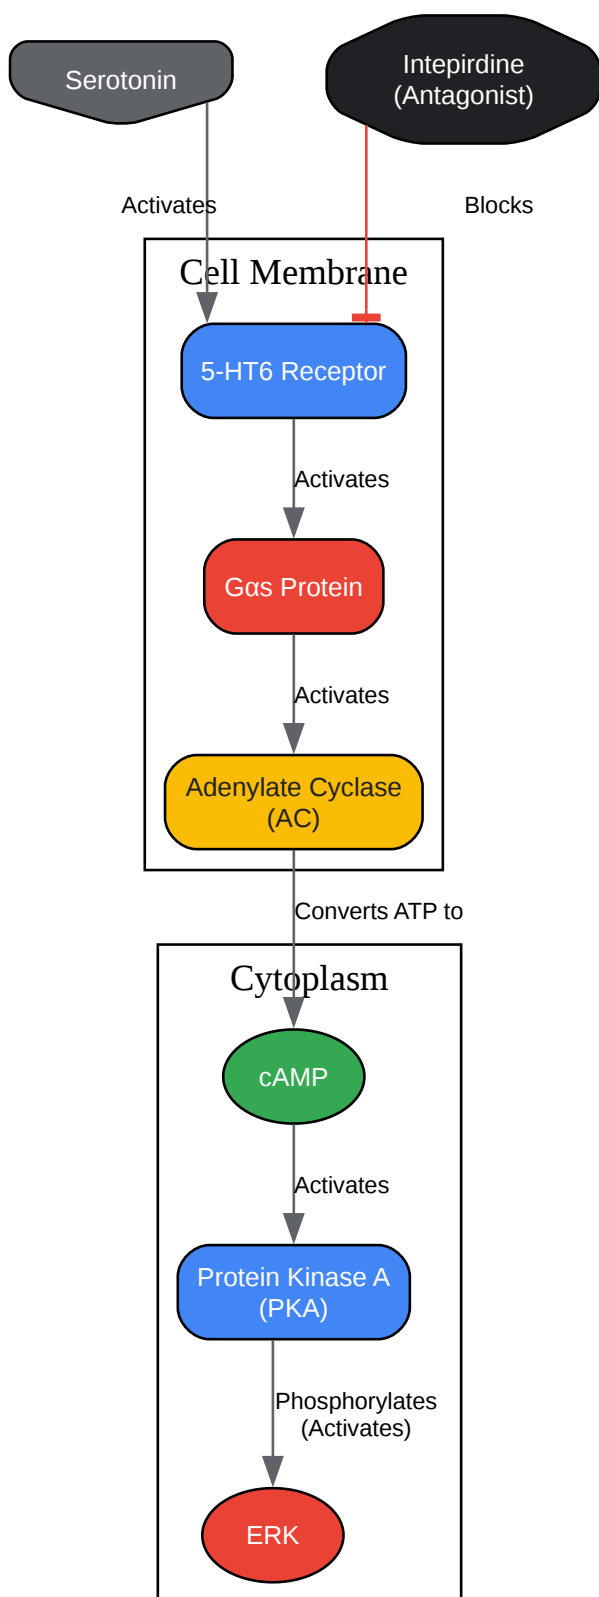 Serotonin
Intepirdine
(Antagonist)
Activates
Blocks
Cell Membrane
5-HT6 Receptor
Activates
Gαs Protein
Activates
Adenylate Cyclase
(AC)
Converts ATP to
Cytoplasm
cAMP
Activates
Protein Kinase A
(PKA)
Phosphorylates
(Activates)
ERK